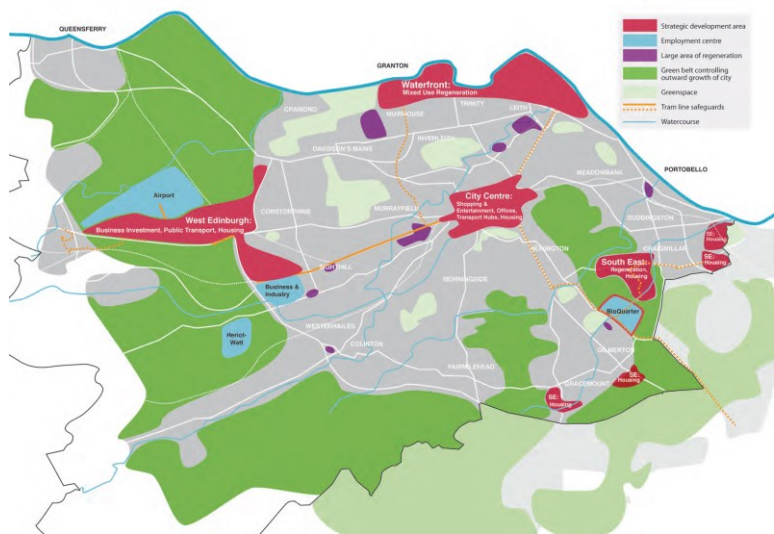 QUEENSFERRY
Strategic development area
Employment centre
Large area of regeneration
Green belt controlling
outward growth of city
Greenspace
Tram line safeguards
Watercourse
GRANTON
Waterfront:
Mixed Use Regeneration
CRAMOND
MUIRHOUSE
TRINITY
LEITH
DAVIDSON'S MAINS
INVERLEITH
PORTOBELLO
MEADOWBANK
Airport
City Centre:
Shopping &
Entertainment, Offices,
Transport Hubs, Housing
West Edinburgh:
Business Investment, Public Transport, Housing
CORSTORPHINE
MURRAYFIELD
DUDDINGSTON
SE:
Housing
CRAIGMILLAR
SE:
Housing
South East:
Regeneration,
Housing
MORNINGSIDE
Business &
Industry
BioQuarter
Heriot-
Watt
WESTERHAILES
COLINTON
GILMERTON
FAIRMILEHEAD
GRACEMOUNT
SE:
Housing
SE:
Housing